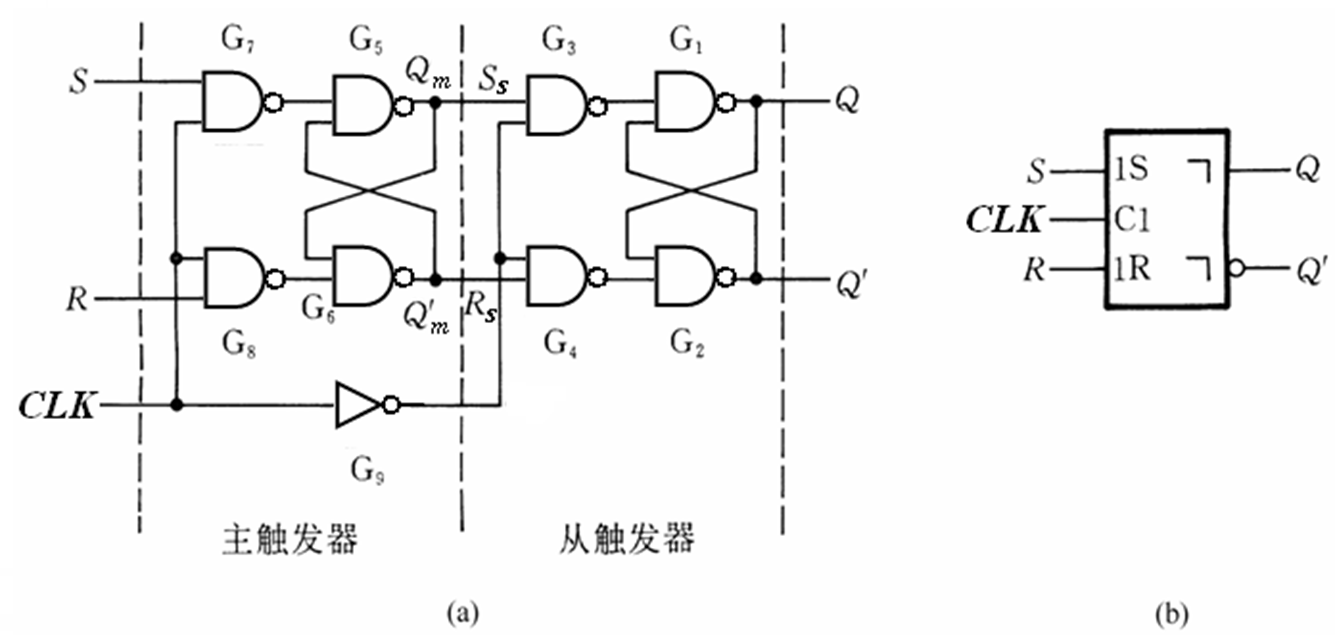 G₇ G₅ G₃ G₁
S Qₘ Sₛ Q
R G₆ Q′ₘ Rₛ Q′
G₈ G₄ G₂
CLK
G₉
主触发器 从触发器
(a)
S 1S ㄱ Q
CLK C1
R 1R ㄱ Q′
(b)